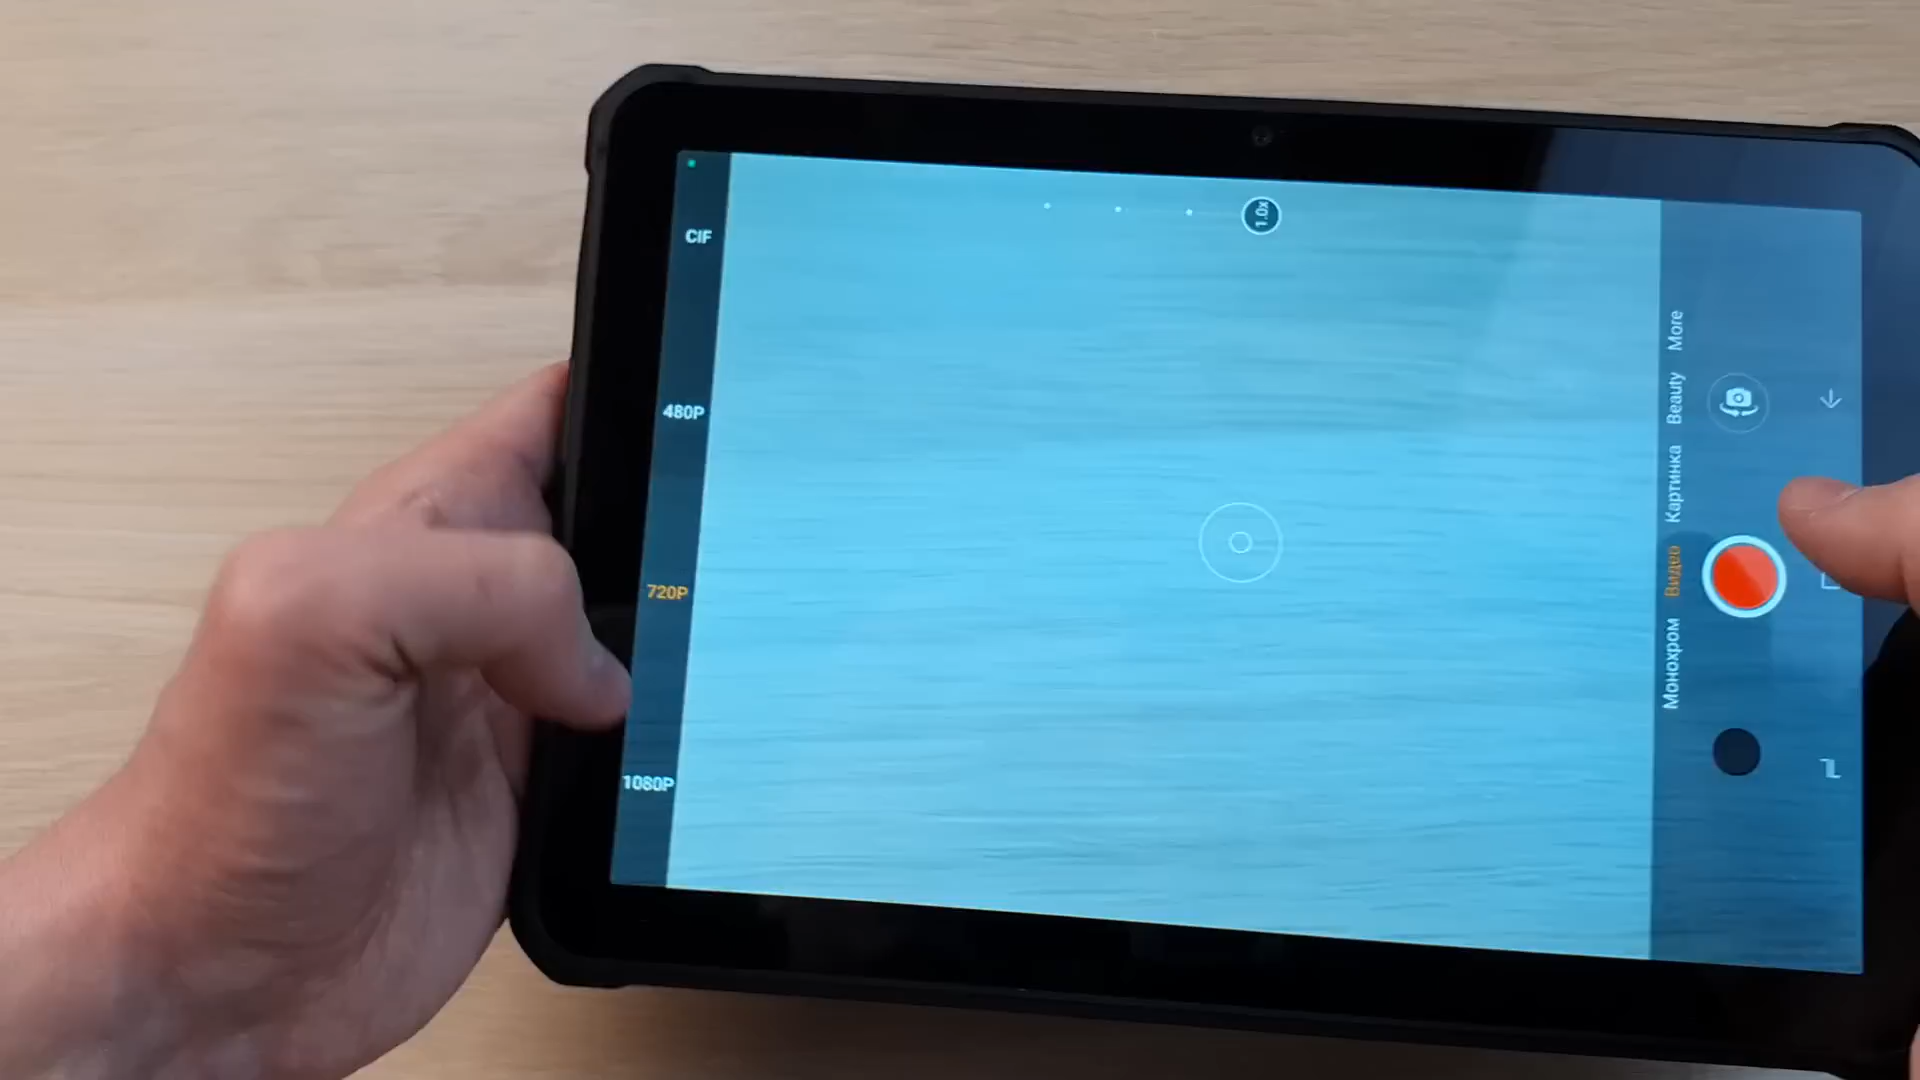 CIF
480P
720P
1080P
1.0x
Монохром Видео Картинка Beauty More